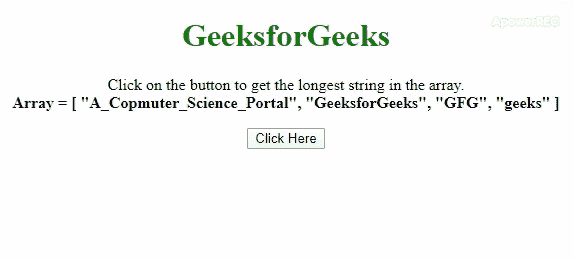 ApowerREC
GeeksforGeeks
Click on the button to get the longest string in the array.
Array = [ "A_Copmuter_Science_Portal", "GeeksforGeeks", "GFG", "geeks" ]
Click Here